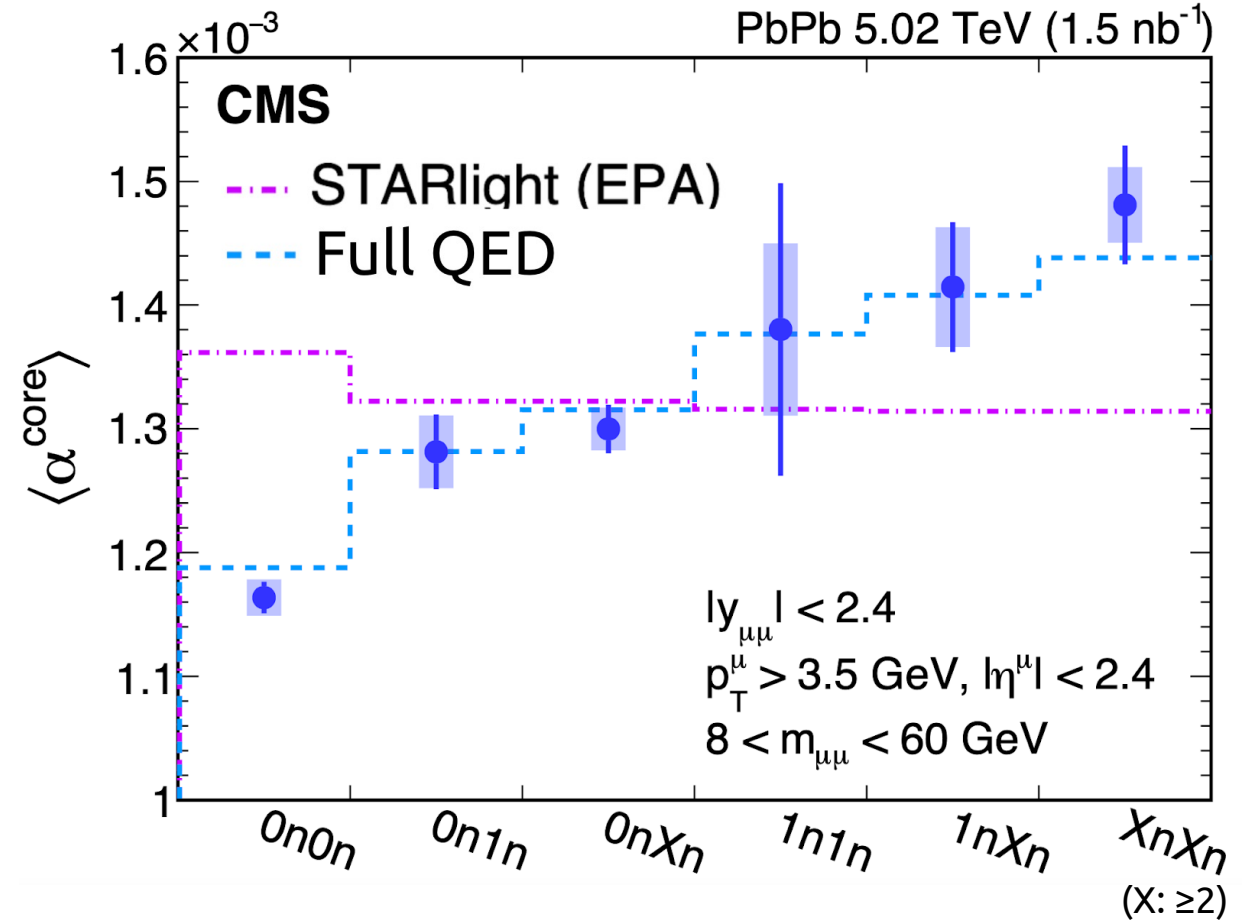 ×10⁻³ PbPb 5.02 TeV (1.5 nb⁻¹)
1.6
CMS
1.5
STARlight (EPA)
Full QED
1.4
1.3
⟨α^core⟩
1.2
|y_μμ| < 2.4
1.1
p_T^μ > 3.5 GeV, |η^μ| < 2.4
8 < m_μμ < 60 GeV
1
0n0n 0n1n 0nXn 1n1n 1nXn XnXn
(X: ≥2)